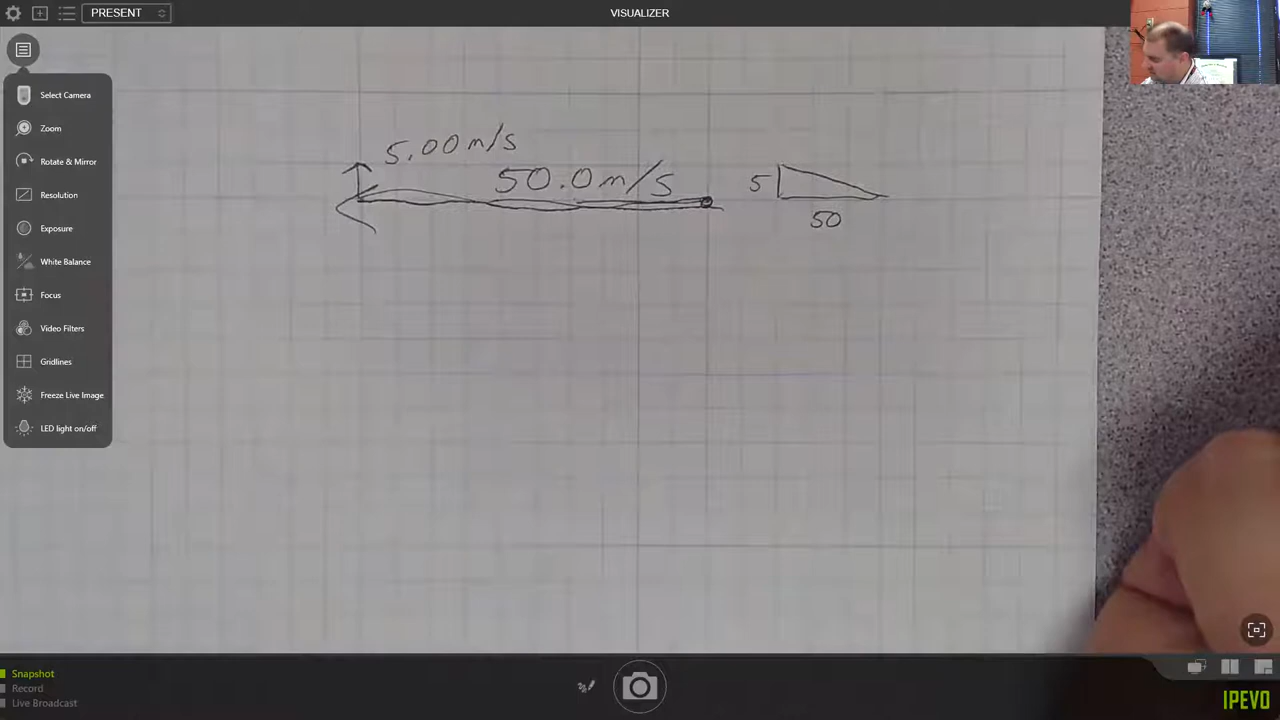 PRESENT
VISUALIZER
Select Camera
Zoom
Rotate & Mirror
Resolution
Exposure
White Balance
Focus
Video Filters
Gridlines
Freeze Live Image
LED light on/off
5.00 m/s
50.0 m/s
5
50
Snapshot
Record
Live Broadcast
IPEVO